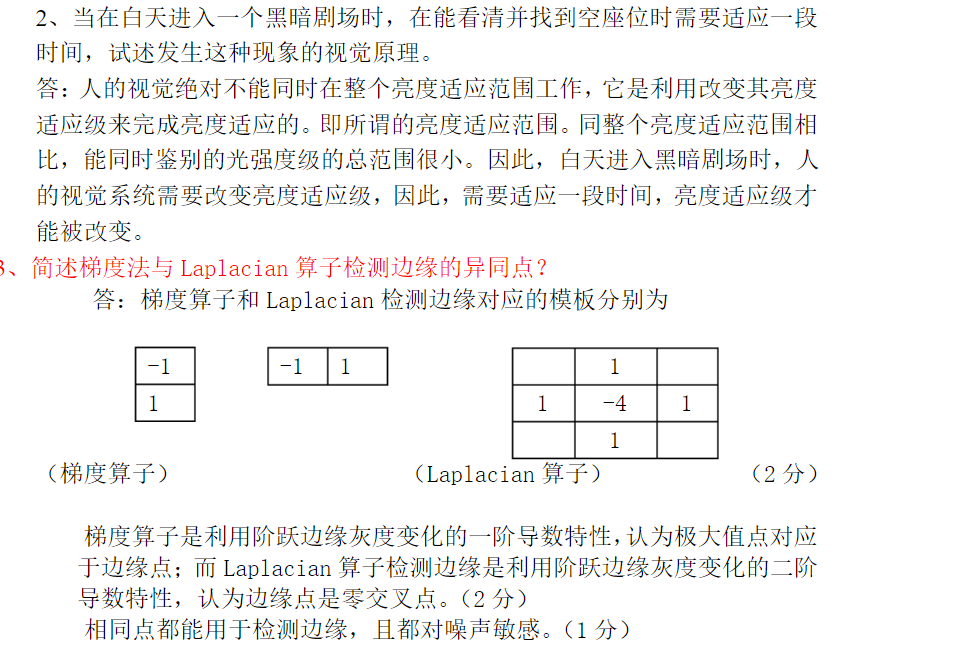 2、当在白天进入一个黑暗剧场时，在能看清并找到空座位时需要适应一段
时间，试述发生这种现象的视觉原理。
答：人的视觉绝对不能同时在整个亮度适应范围工作，它是利用改变其亮度
适应级来完成亮度适应的。即所谓的亮度适应范围。同整个亮度适应范围相
比，能同时鉴别的光强度级的总范围很小。因此，白天进入黑暗剧场时，人
的视觉系统需要改变亮度适应级，因此，需要适应一段时间，亮度适应级才
能被改变。
3、简述梯度法与 Laplacian 算子检测边缘的异同点？
答：梯度算子和 Laplacian 检测边缘对应的模板分别为
-1 -1 1 1
1 1 -4 1
1
（梯度算子） （Laplacian 算子） （2 分）
梯度算子是利用阶跃边缘灰度变化的一阶导数特性，认为极大值点对应
于边缘点；而 Laplacian 算子检测边缘是利用阶跃边缘灰度变化的二阶
导数特性，认为边缘点是零交叉点。（2 分）
相同点都能用于检测边缘，且都对噪声敏感。（1 分）